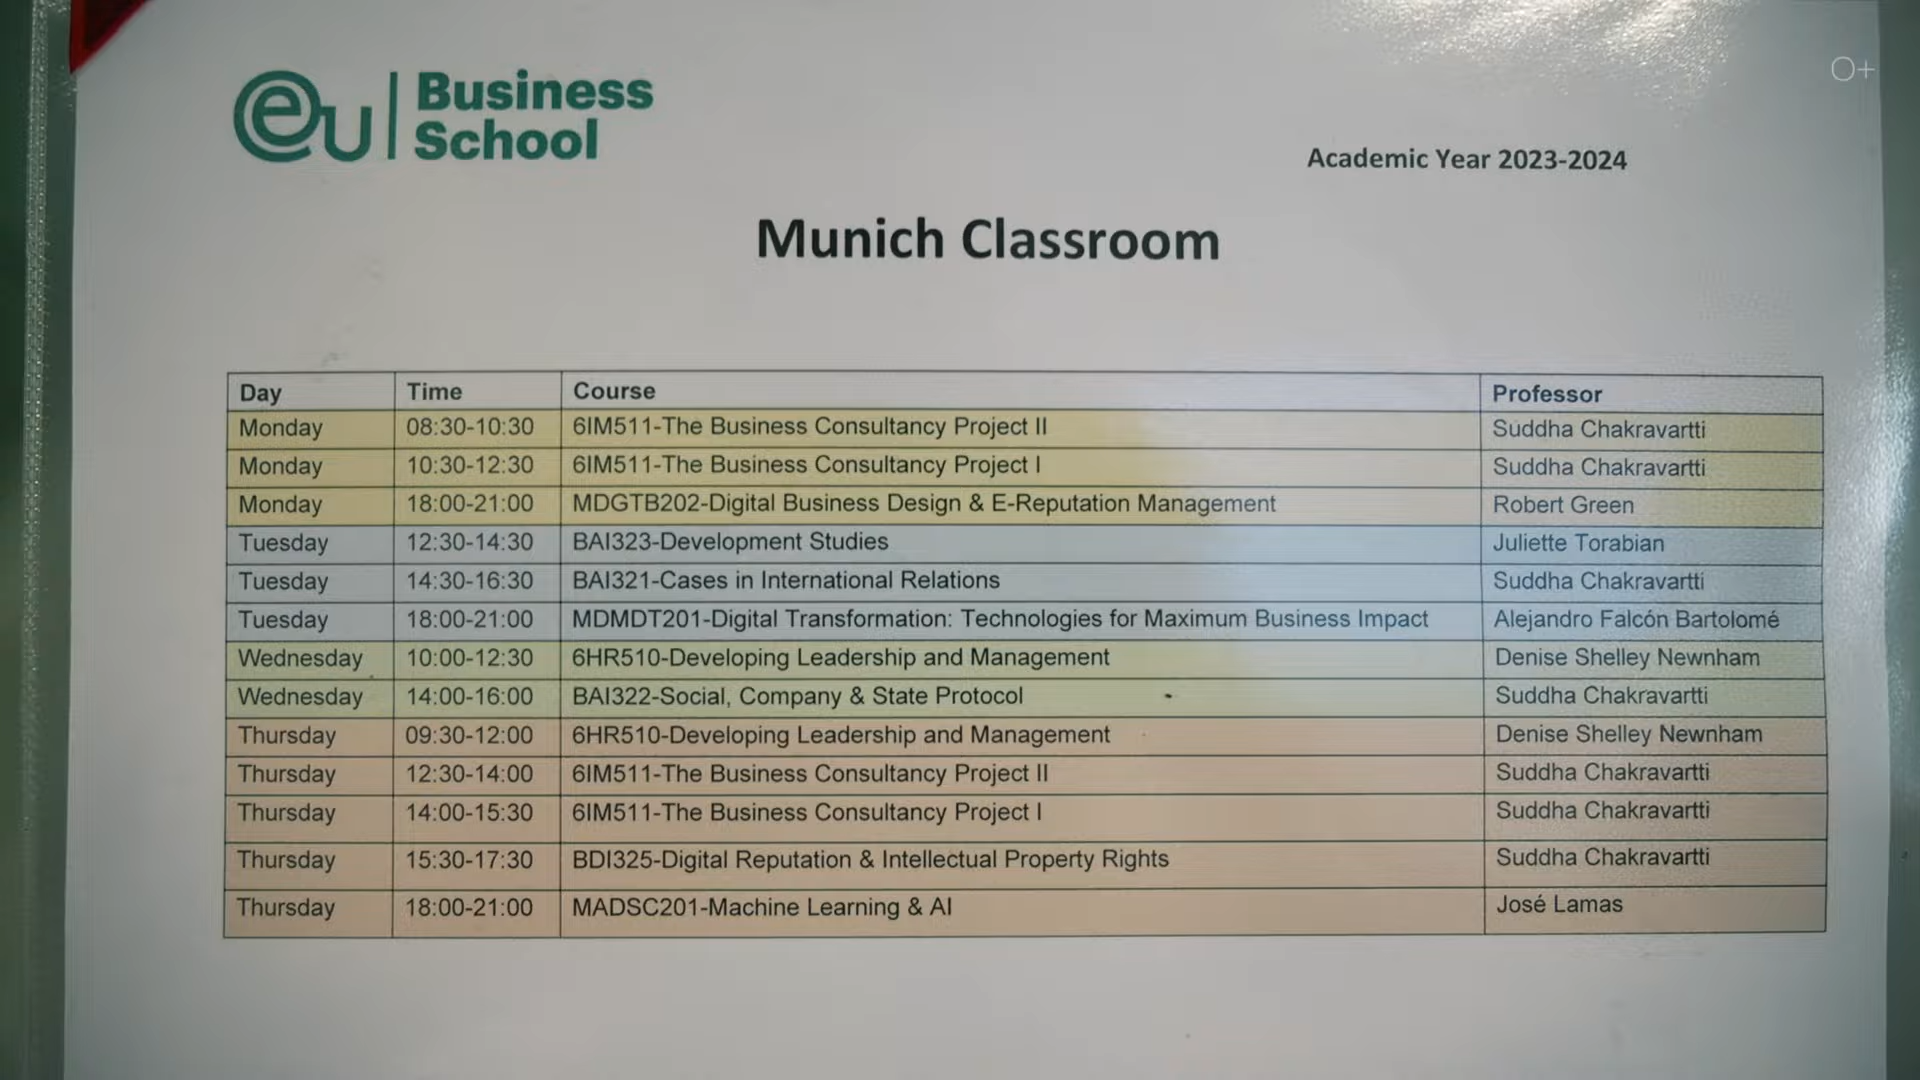 eu Business
School
O+
Academic Year 2023-2024
Munich Classroom
Day Time Course Professor
Monday 08:30-10:30 6IM511-The Business Consultancy Project II Suddha Chakravartti
Monday 10:30-12:30 6IM511-The Business Consultancy Project I Suddha Chakravartti
Monday 18:00-21:00 MDGTB202-Digital Business Design & E-Reputation Management Robert Green
Tuesday 12:30-14:30 BAI323-Development Studies Juliette Torabian
Tuesday 14:30-16:30 BAI321-Cases in International Relations Suddha Chakravartti
Tuesday 18:00-21:00 MDMDT201-Digital Transformation: Technologies for Maximum Business Impact Alejandro Falcón Bartolomé
Wednesday 10:00-12:30 6HR510-Developing Leadership and Management Denise Shelley Newnham
Wednesday 14:00-16:00 BAI322-Social, Company & State Protocol Suddha Chakravartti
Thursday 09:30-12:00 6HR510-Developing Leadership and Management Denise Shelley Newnham
Thursday 12:30-14:00 6IM511-The Business Consultancy Project II Suddha Chakravartti
Thursday 14:00-15:30 6IM511-The Business Consultancy Project I Suddha Chakravartti
Thursday 15:30-17:30 BDI325-Digital Reputation & Intellectual Property Rights Suddha Chakravartti
Thursday 18:00-21:00 MADSC201-Machine Learning & AI José Lamas